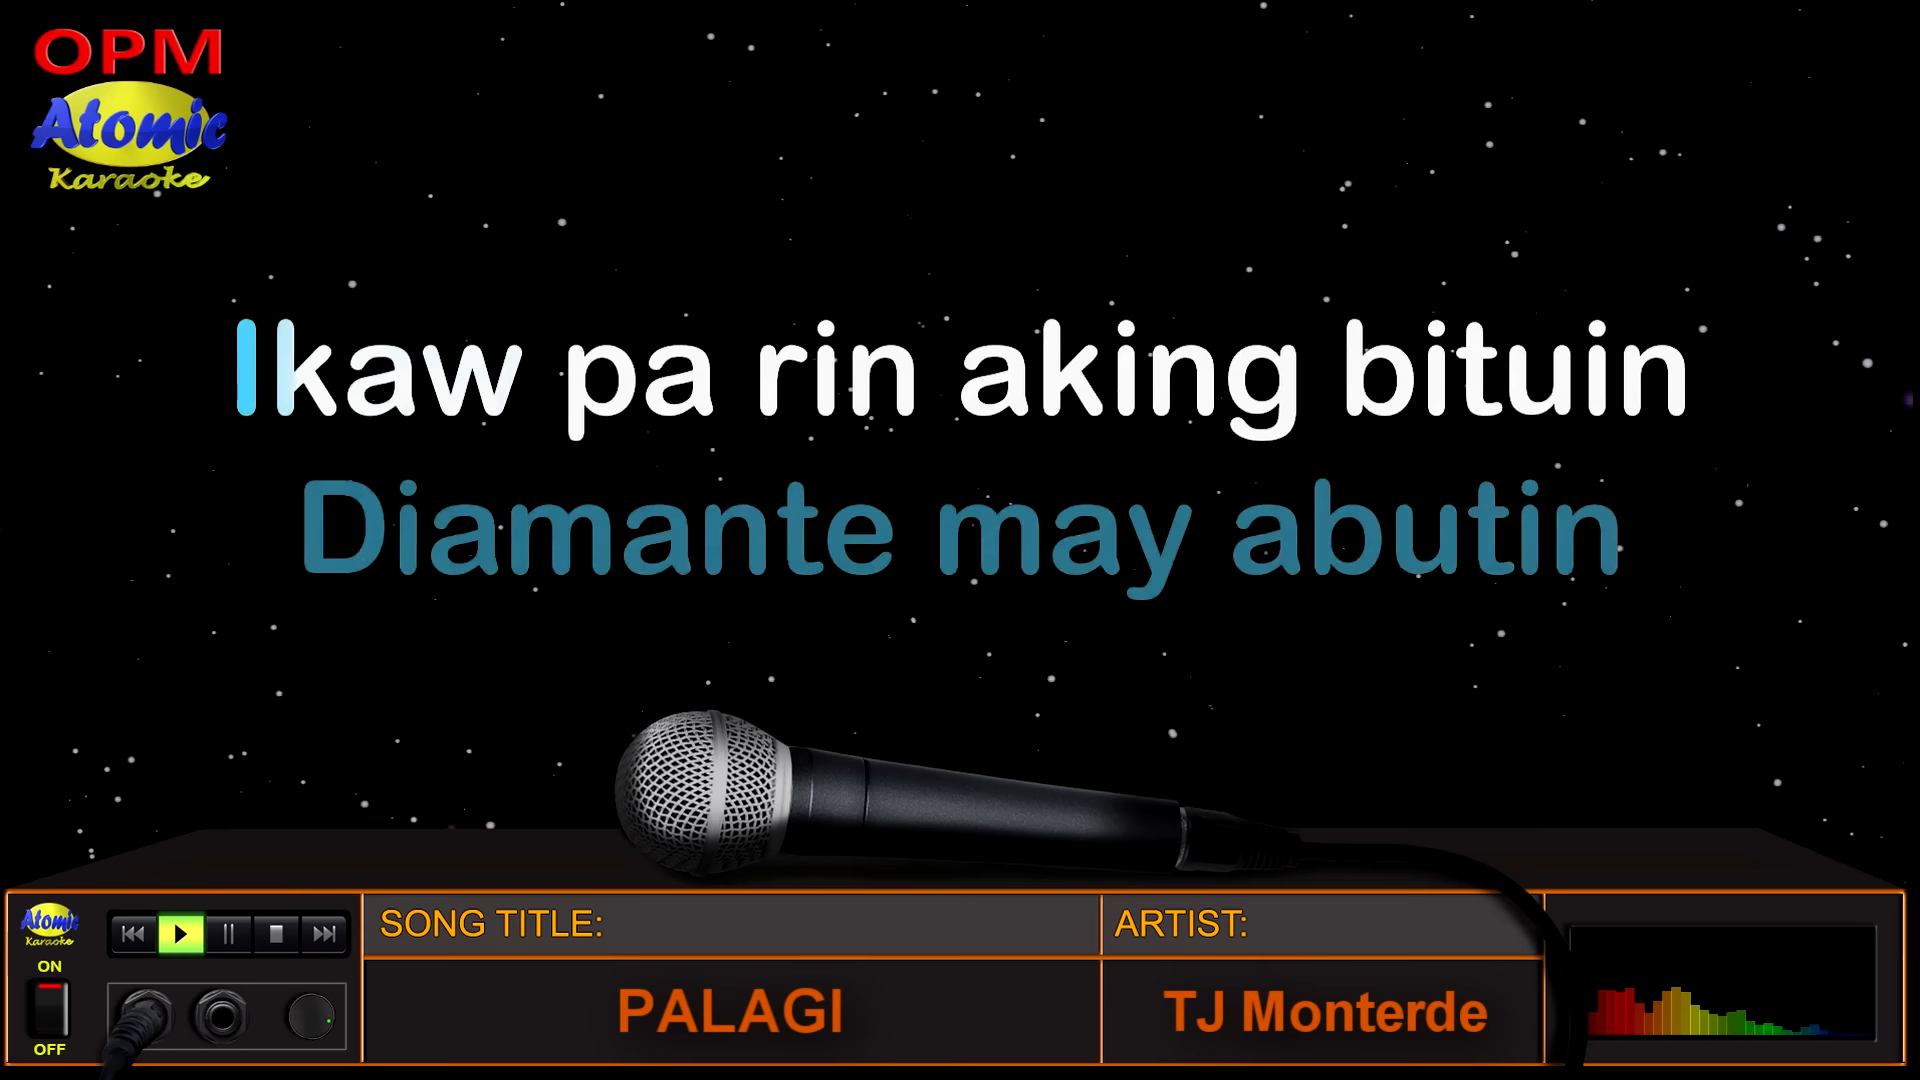 OPM
Atomic
Karaoke
Ikaw pa rin aking bituin
Diamante may abutin
Atomic
Karaoke
ON
OFF
SONG TITLE:
PALAGI
ARTIST:
TJ Monterde